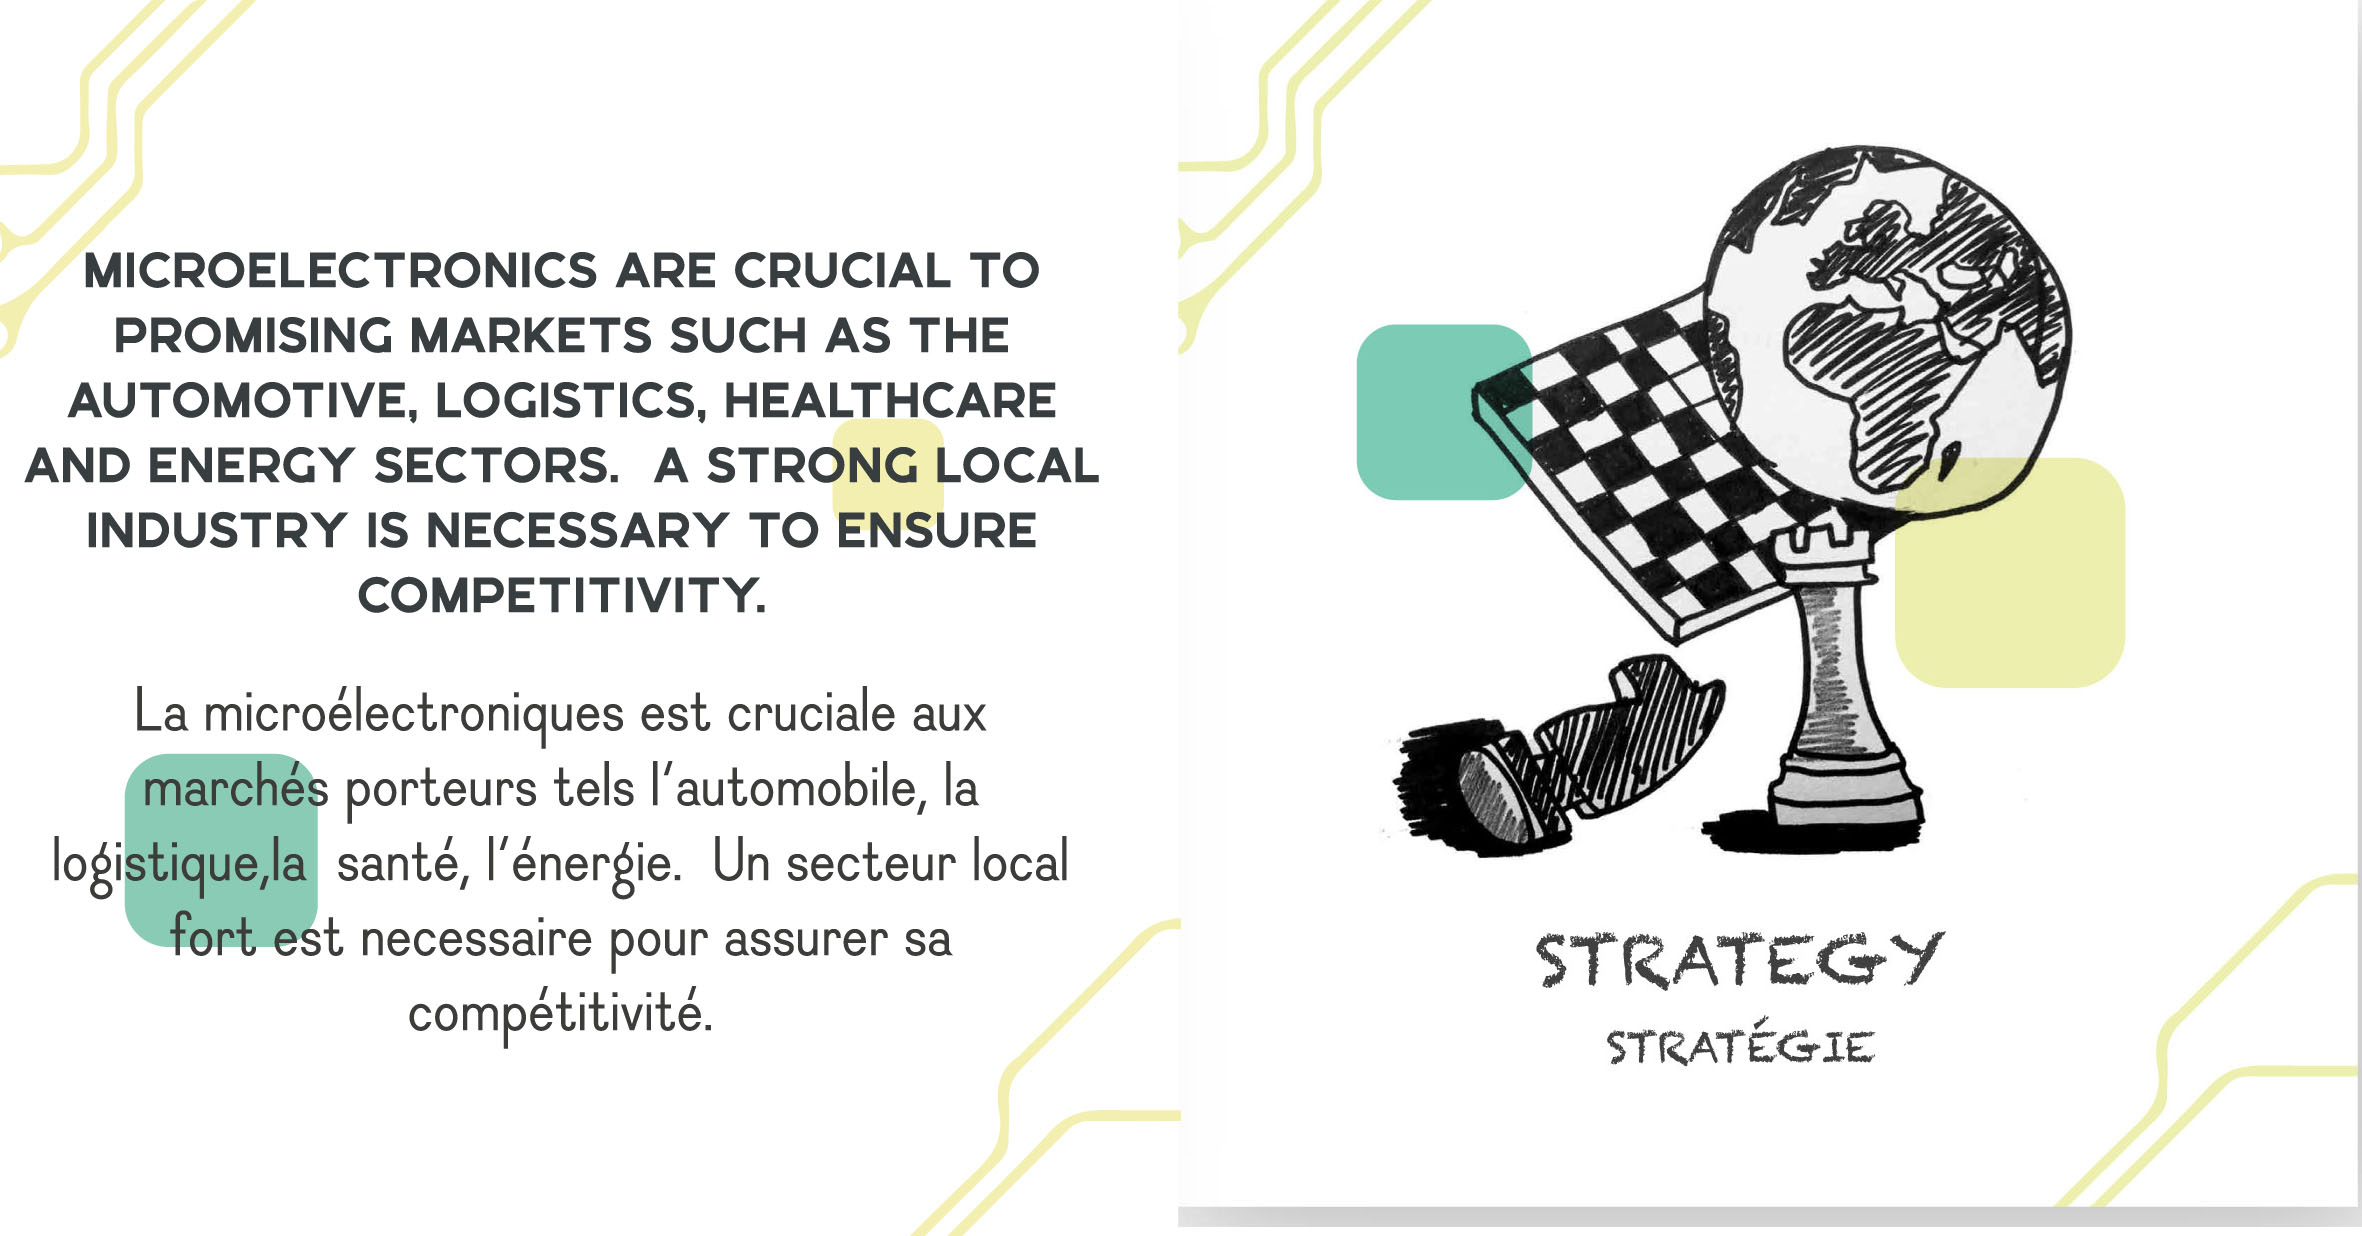 MICROELECTRONICS ARE CRUCIAL TO
PROMISING MARKETS SUCH AS THE
AUTOMOTIVE, LOGISTICS, HEALTHCARE
AND ENERGY SECTORS.  A STRONG LOCAL
INDUSTRY IS NECESSARY TO ENSURE
COMPETITIVITY.
La microélectroniques est cruciale aux
marchés porteurs tels l'automobile, la
logistique,la  santé, l'énergie.  Un secteur local
fort est necessaire pour assurer sa
compétitivité.
STRATEGY
STRATÉGIE